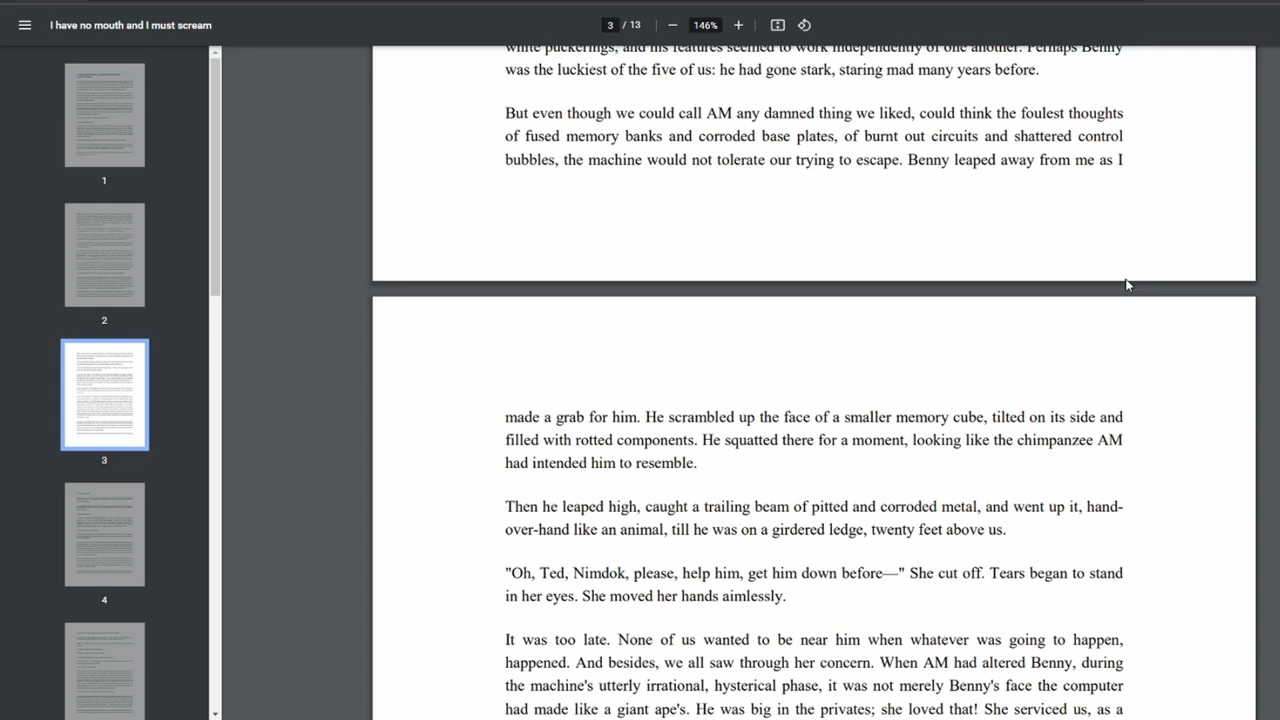 I have no mouth and I must scream
3 / 13
146%
white puckerings, and his features seemed to work independently of one another. Perhaps Benny
was the luckiest of the five of us: he had gone stark, staring mad many years before.
But even though we could call AM any damned thing we liked, could think the foulest thoughts
of fused memory banks and corroded base plates, of burnt out circuits and shattered control
bubbles, the machine would not tolerate our trying to escape. Benny leaped away from me as I
made a grab for him. He scrambled up the face of a smaller memory cube, tilted on its side and
filled with rotted components. He squatted there for a moment, looking like the chimpanzee AM
had intended him to resemble.
Then he leaped high, caught a trailing beam of pitted and corroded metal, and went up it, hand-
over-hand like an animal, till he was on a girdered ledge, twenty feet above us.
"Oh, Ted, Nimdok, please, help him, get him down before—" She cut off. Tears began to stand
in her eyes. She moved her hands aimlessly.
It was too late. None of us wanted to be near him when whatever was going to happen,
happened. And besides, we all saw through her concern. When AM had altered Benny, during
the machine's utterly irrational, hysterical phase, it was not merely Benny's face the computer
had made like a giant ape's. He was big in the privates; she loved that! She serviced us, as a
1
2
3
4